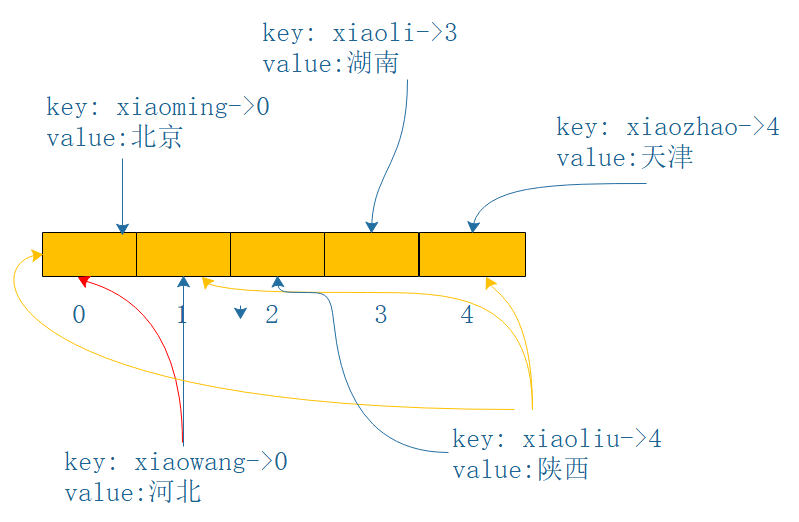 key: xiaoli->3
value:湖南
key: xiaoming->0
value:北京
key: xiaozhao->4
value:天津
0 1 2 3 4
key: xiaoliu->4
value:陕西
key: xiaowang->0
value:河北